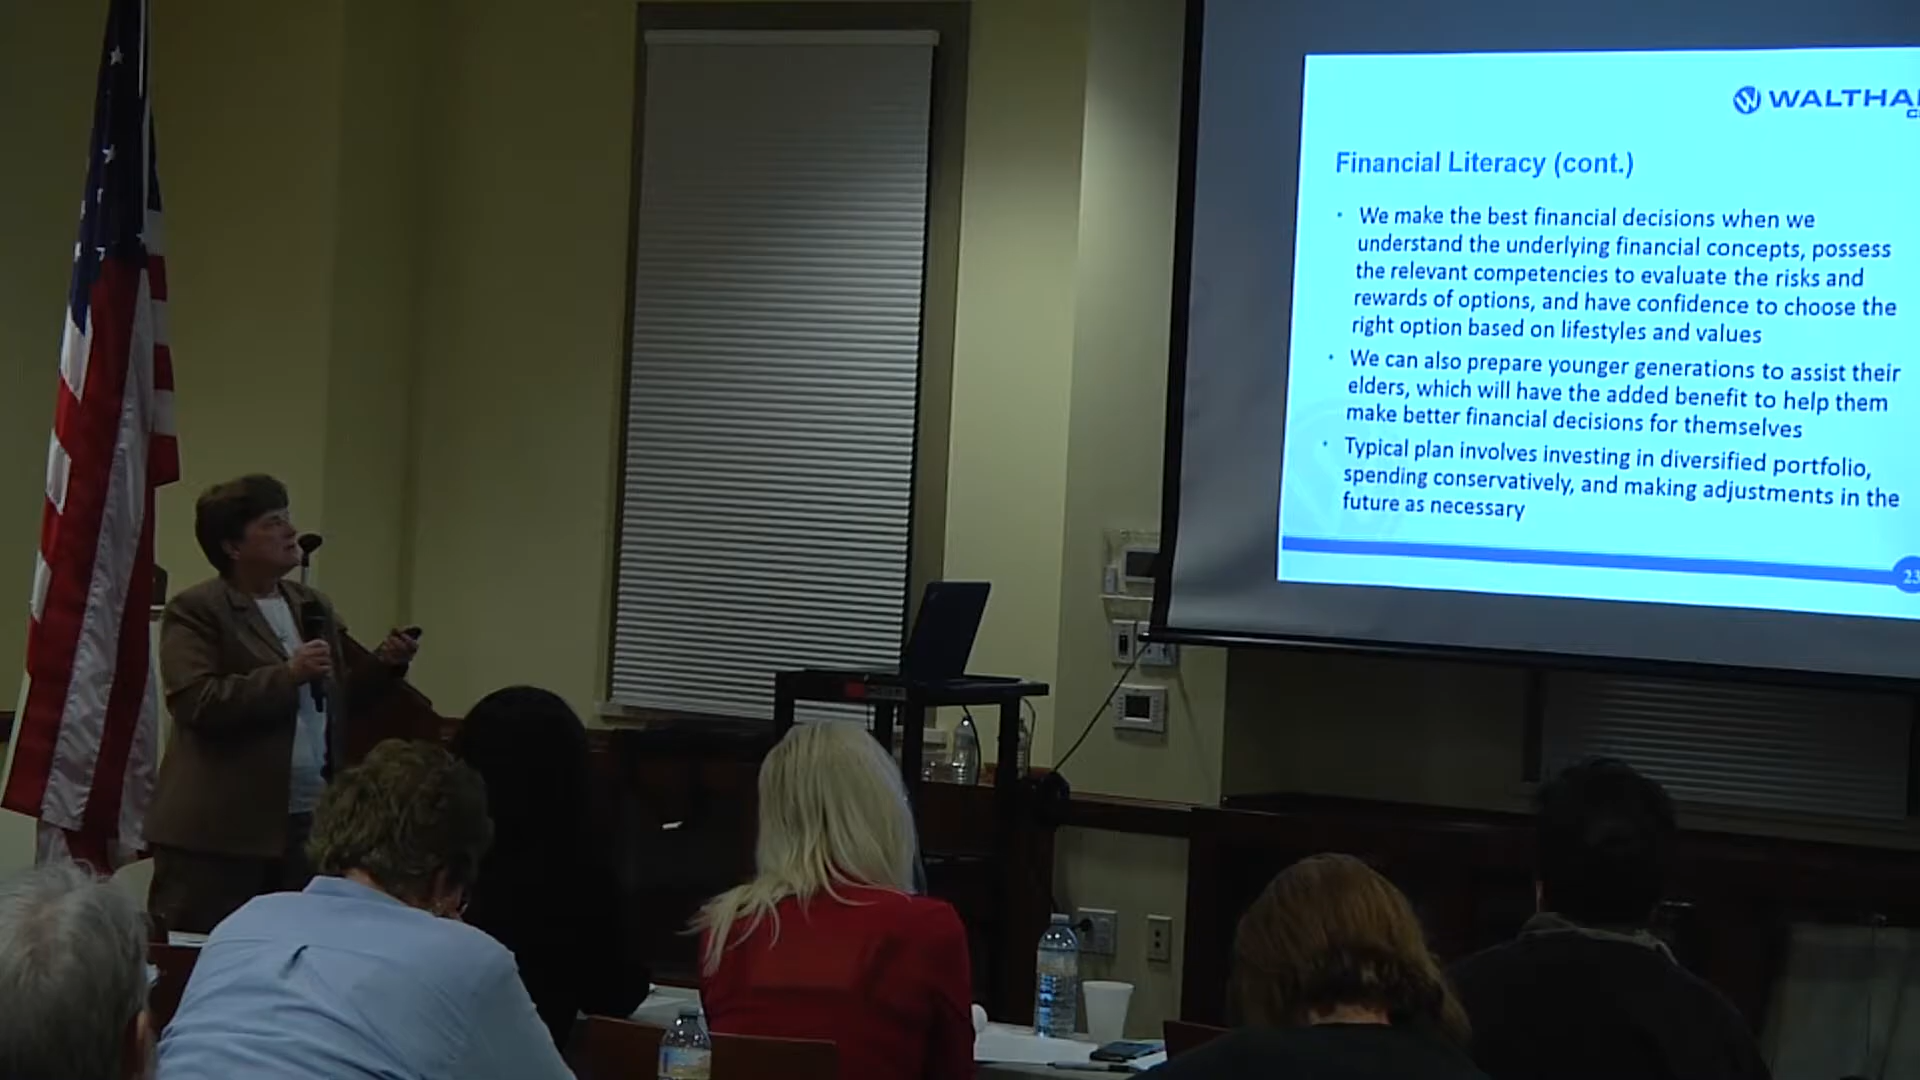 WALTHA
Financial Literacy (cont.)
• We make the best financial decisions when we
understand the underlying financial concepts, possess
the relevant competencies to evaluate the risks and
rewards of options, and have confidence to choose the
right option based on lifestyles and values
• We can also prepare younger generations to assist their
elders, which will have the added benefit to help them
make better financial decisions for themselves
• Typical plan involves investing in diversified portfolio,
spending conservatively, and making adjustments in the
future as necessary
23